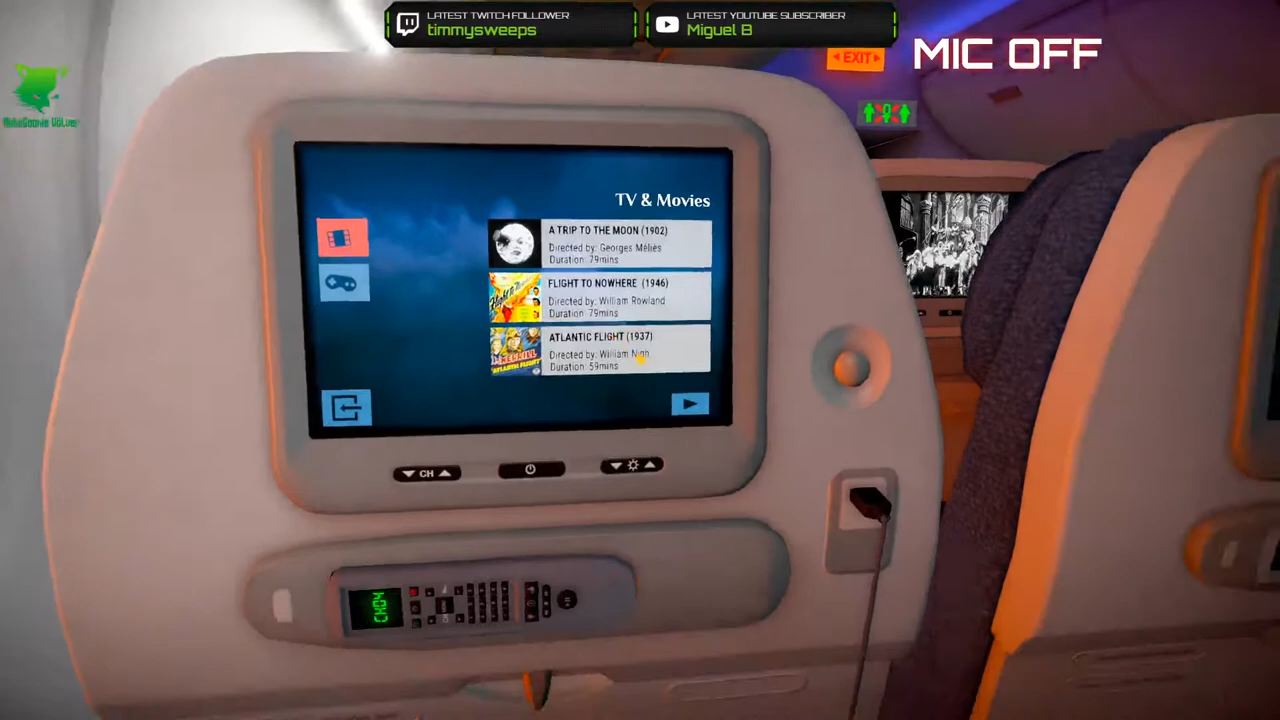 LATEST TWITCH FOLLOWER
timmysweeps
LATEST YOUTUBE SUBSCRIBER
Miguel B
EXIT
MIC OFF
TV & Movies
A TRIP TO THE MOON (1902)
Directed by: Georges Méliès
Duration: 79mins
FLIGHT TO NOWHERE (1946)
Directed by: William Rowland
Duration: 79mins
ATLANTIC FLIGHT (1937)
Directed by: William Nigh
Duration: 59mins
CH
CH04